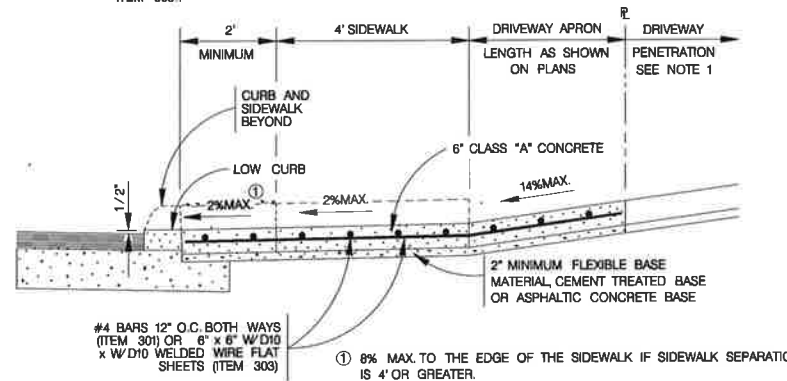 2'
MINIMUM
4' SIDEWALK
DRIVEWAY APRON
LENGTH AS SHOWN
ON PLANS
DRIVEWAY
PENETRATION
SEE NOTE 1
CURB AND
SIDEWALK
BEYOND
LOW CURB
6" CLASS "A" CONCRETE
1/2"
2%MAX.
①
2%MAX.
14%MAX.
2" MINIMUM FLEXIBLE BASE
MATERIAL, CEMENT TREATED BASE
OR ASPHALTIC CONCRETE BASE
#4 BARS 12" O.C. BOTH WAYS
(ITEM 301) OR 6" x 6" W/D10
x W/D10 WELDED WIRE FLAT
SHEETS (ITEM 303)
① 8% MAX. TO THE EDGE OF THE SIDEWALK IF SIDEWALK SEPARATIO
IS 4' OR GREATER.